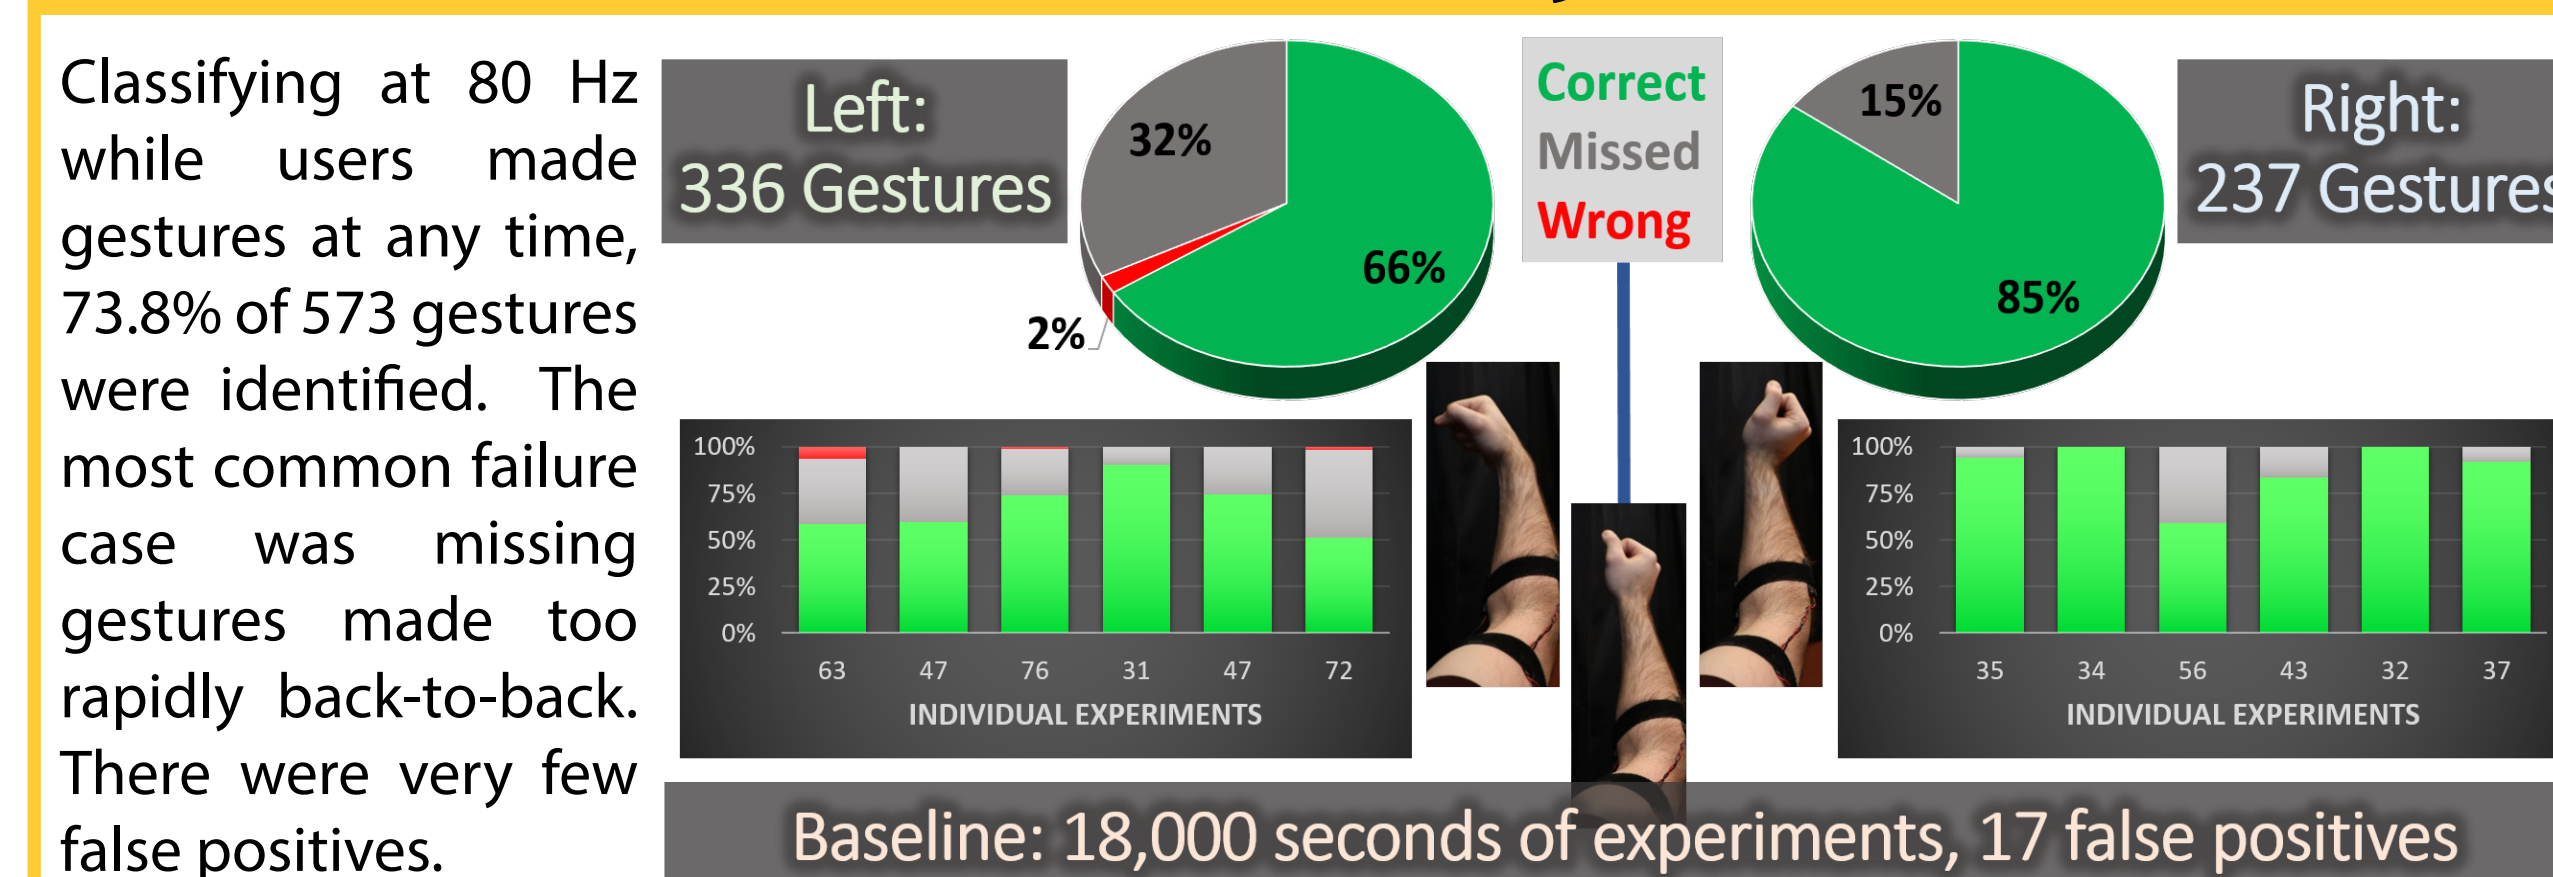 Classifying at 80 Hz
while users made
gestures at any time,
73.8% of 573 gestures
were identified. The
most common failure
case was missing
gestures made too
rapidly back-to-back.
There were very few
false positives.
Left:
336 Gestures
32%
66%
2%
Correct
Missed
Wrong
15%
85%
Right:
237 Gestures
100%
75%
50%
25%
0%
63 47 76 31 47 72
INDIVIDUAL EXPERIMENTS
100%
75%
50%
25%
0%
35 34 56 43 32 37
INDIVIDUAL EXPERIMENTS
Baseline: 18,000 seconds of experiments, 17 false positives